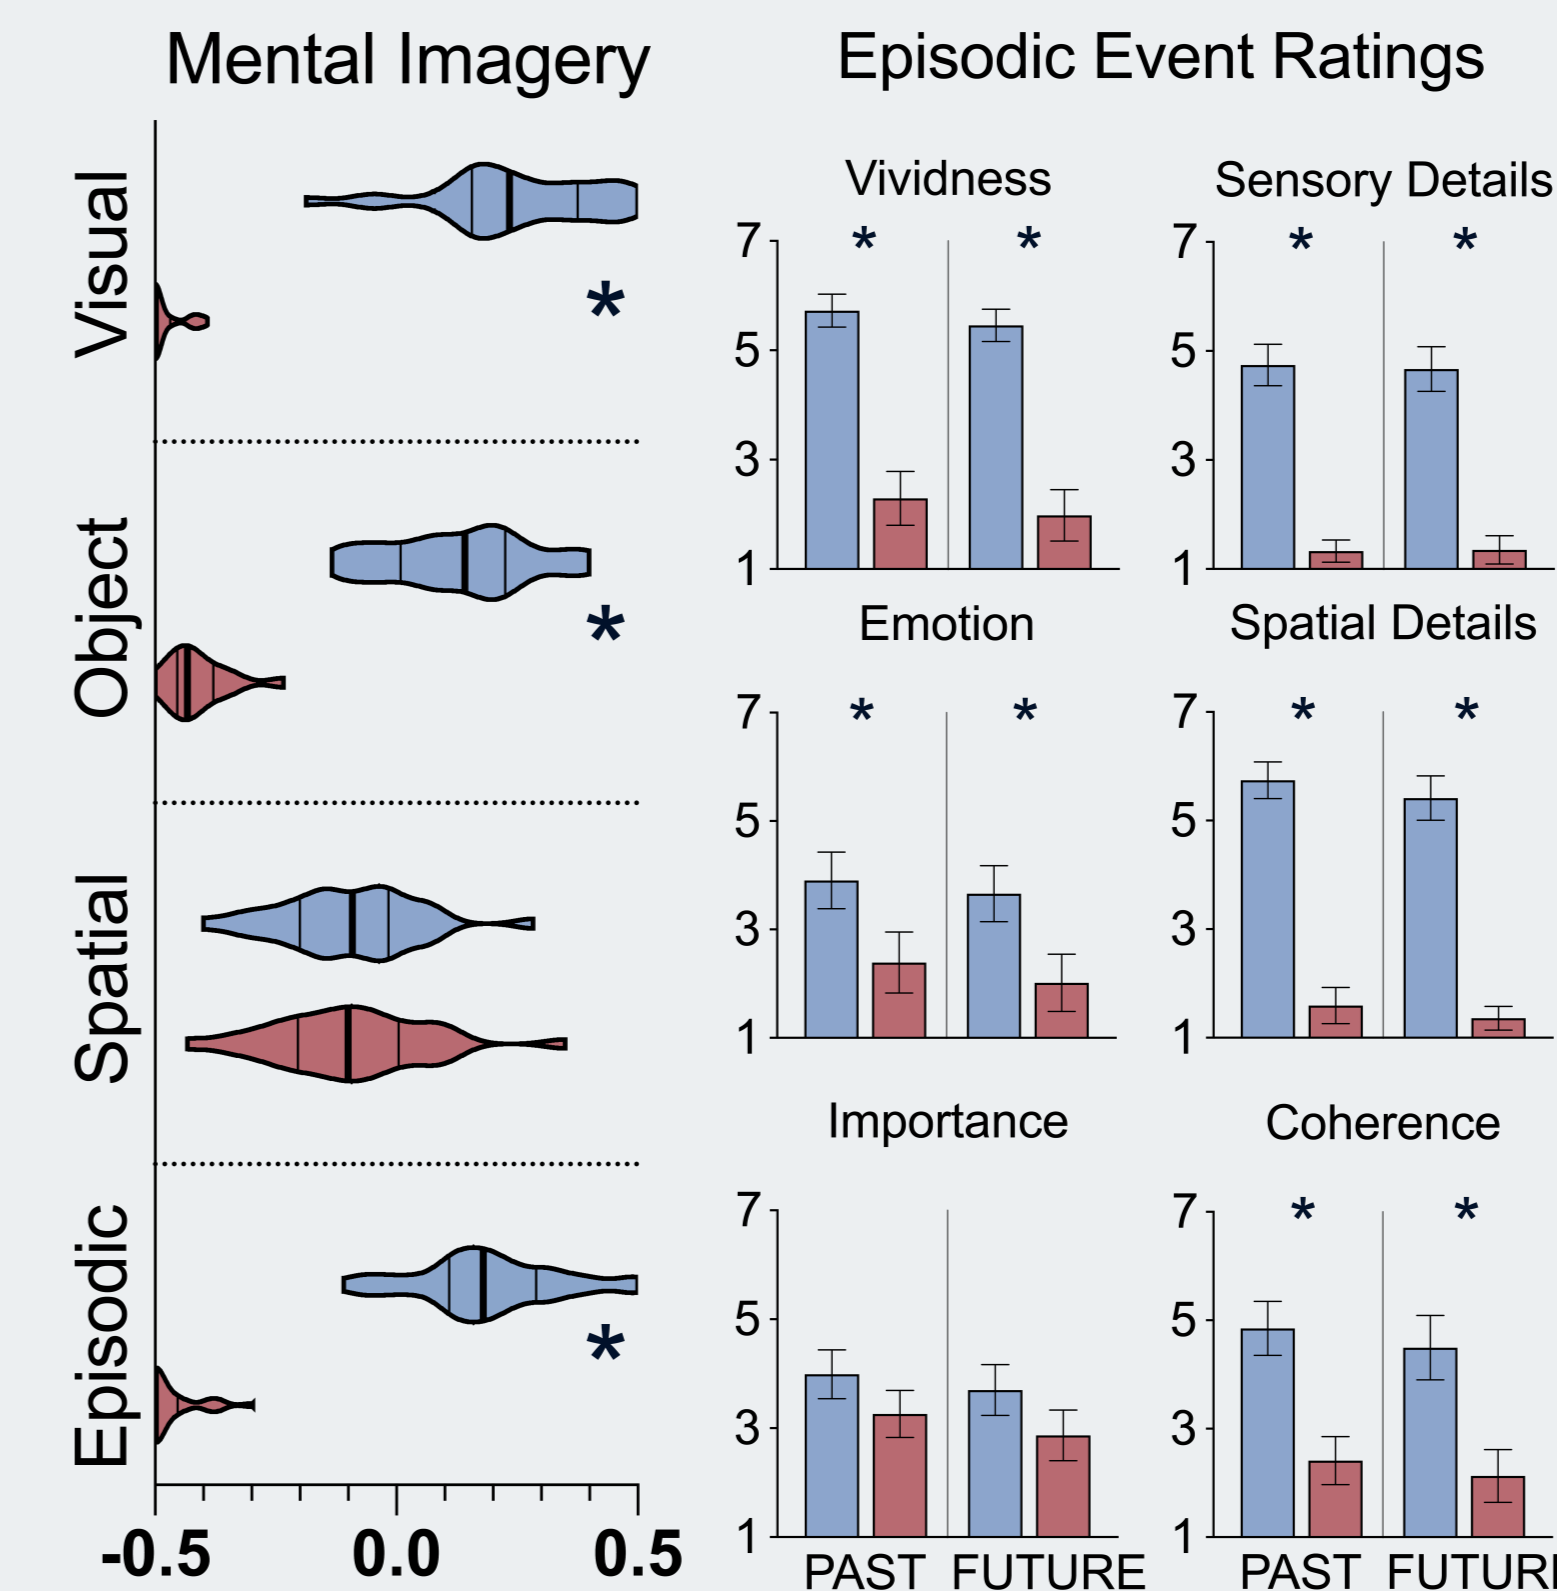 Mental Imagery
Visual
*
Object
*
Spatial
Episodic
*
-0.5 0.0 0.5
Episodic Event Ratings
Vividness
7
5
3
1
* *
Sensory Details
7
5
3
1
* *
Emotion
7
5
3
1
* *
Spatial Details
7
5
3
1
* *
Importance
7
5
3
1
PAST FUTURE
Coherence
7
5
3
1
* *
PAST FUTUR